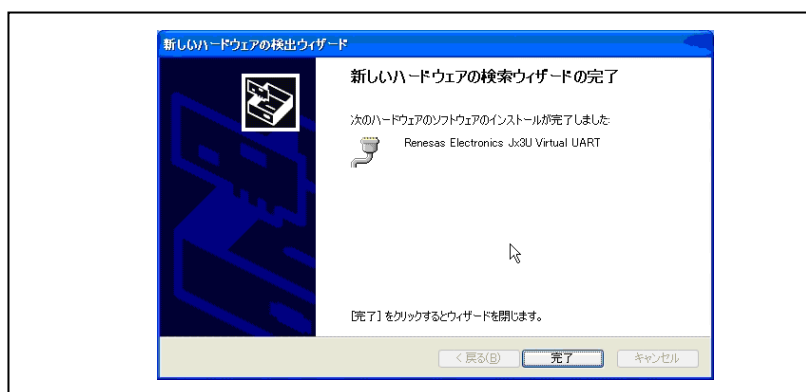 新しいハードウェアの検出ウィザード
新しいハードウェアの検索ウィザードの完了
次のハードウェアのソフトウェアのインストールが完了しました:
Renesas Electronics Jx3U Virtual UART
[完了] をクリックするとウィザードを閉じます。
< 戻る(B)
完了
キャンセル